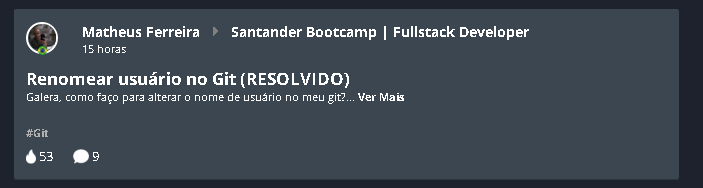 Matheus Ferreira Santander Bootcamp | Fullstack Developer
15 horas
Renomear usuário no Git (RESOLVIDO)
Galera, como faço para alterar o nome de usuário no meu git?... Ver Mais
#Git
53 9